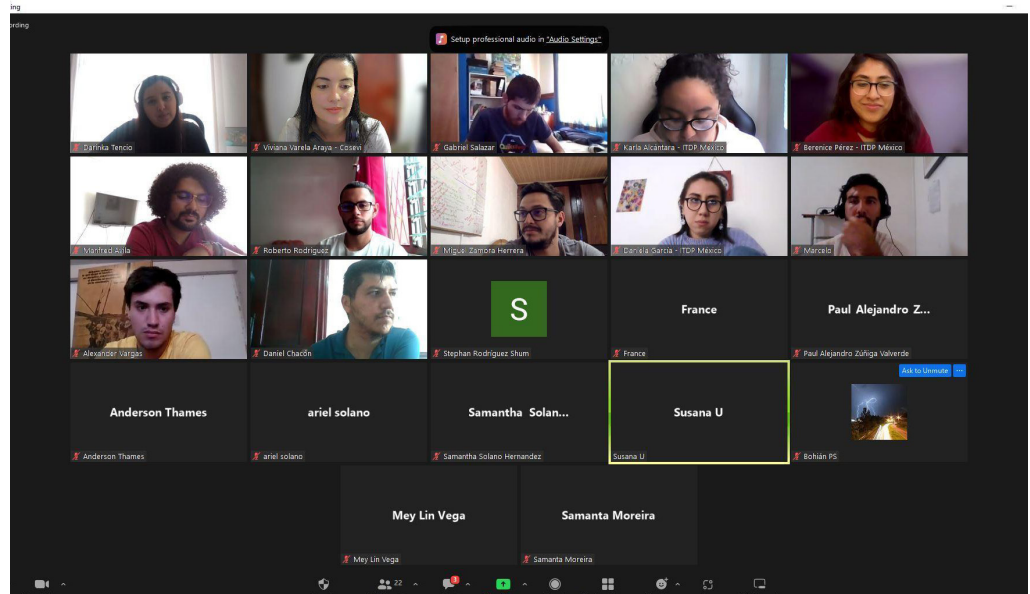 ing
ording
Setup professional audio in "Audio Settings"
Darinka Tencio
Viviana Varela Araya - Cosevi
Gabriel Salazar
Karla Alcántara - ITDP México
Berenice Pérez - ITDP México
Manfred Avila
Roberto Rodríguez
Miguel Zamora Herrera
Daniela García - ITDP México
Marcelo
Alexander Vargas
Daniel Chacón
S
Stephan Rodríguez Shum
France
France
Paul Alejandro Z...
Paul Alejandro Zúñiga Valverde
Anderson Thames
Anderson Thames
ariel solano
ariel solano
Samantha Solan...
Samantha Solano Hernandez
Susana U
Susana U
Ask to Unmute ...
Bohián PS
Mey Lin Vega
Mey Lin Vega
Samanta Moreira
Samanta Moreira
22
3